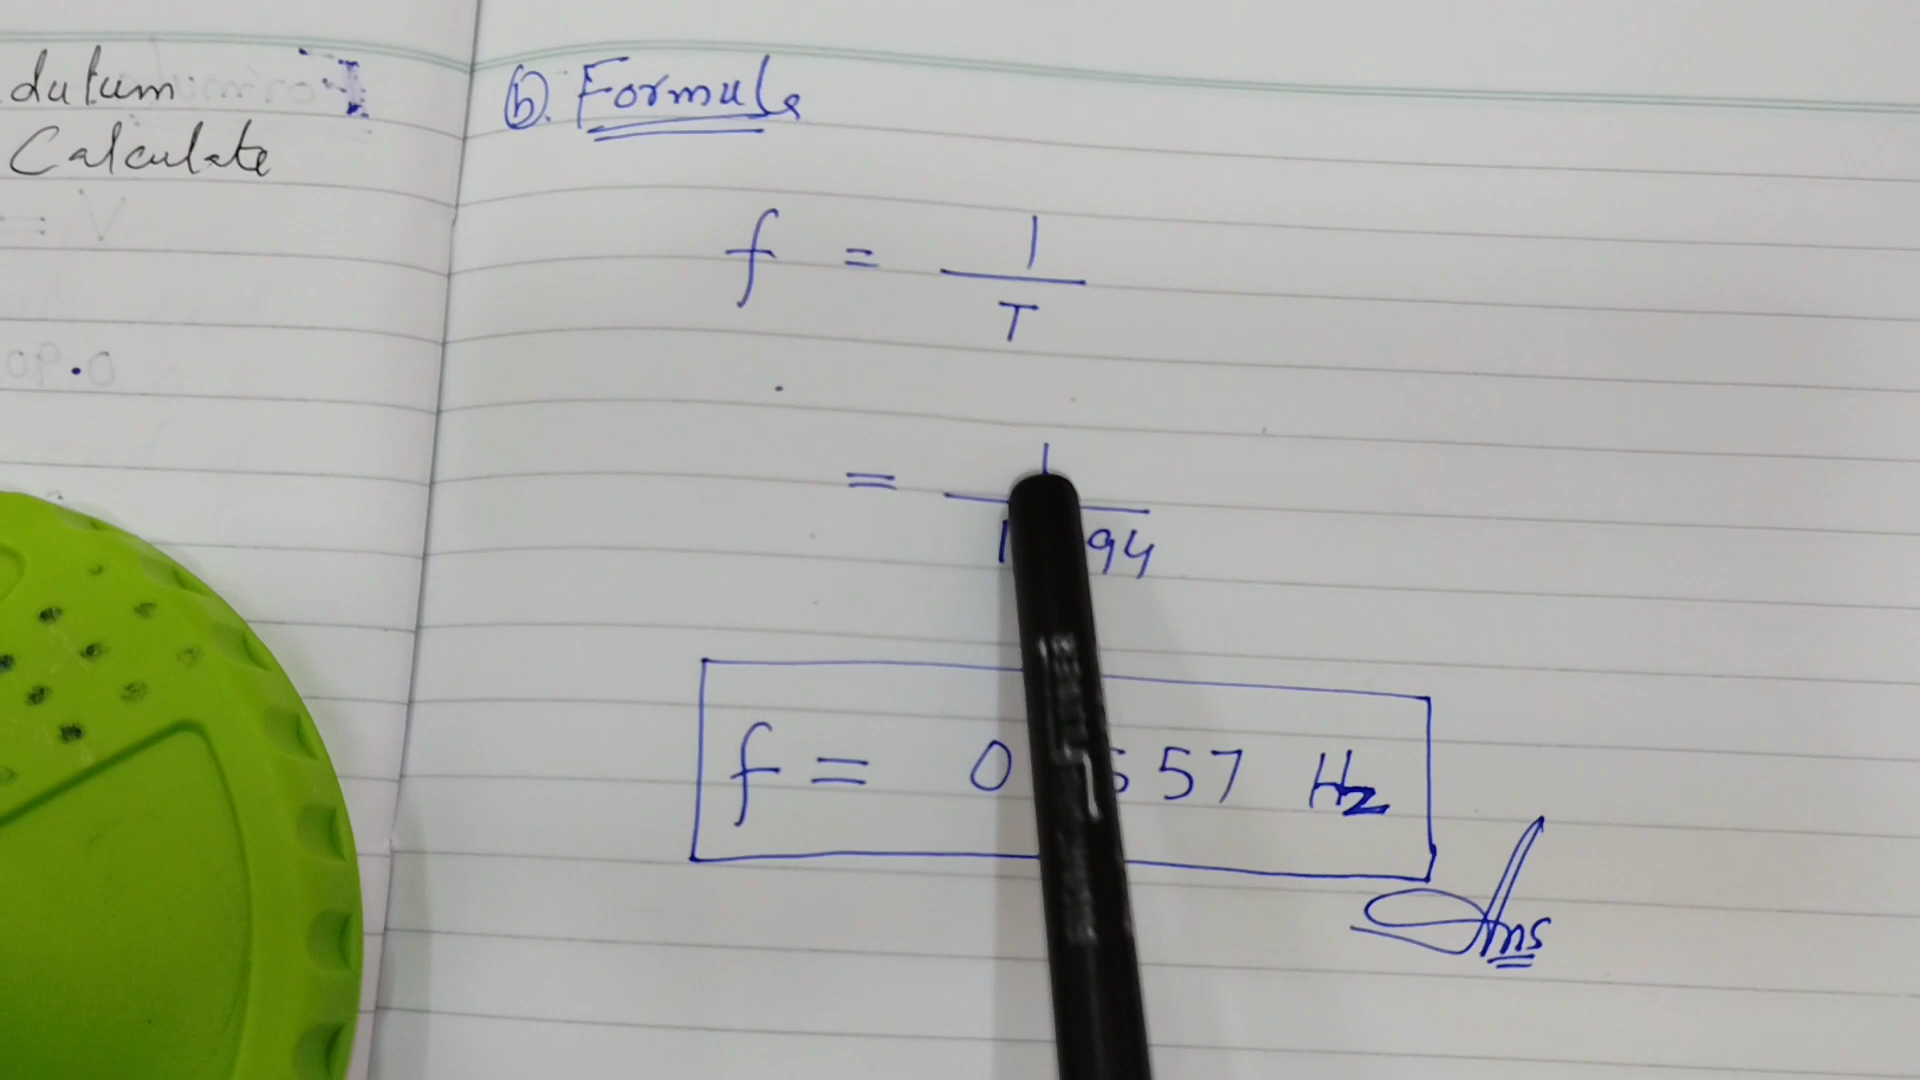 dulum
Calculate
b. Formula
f = 1 / T
= 1 /
94
f = 0
57 Hz
Ans